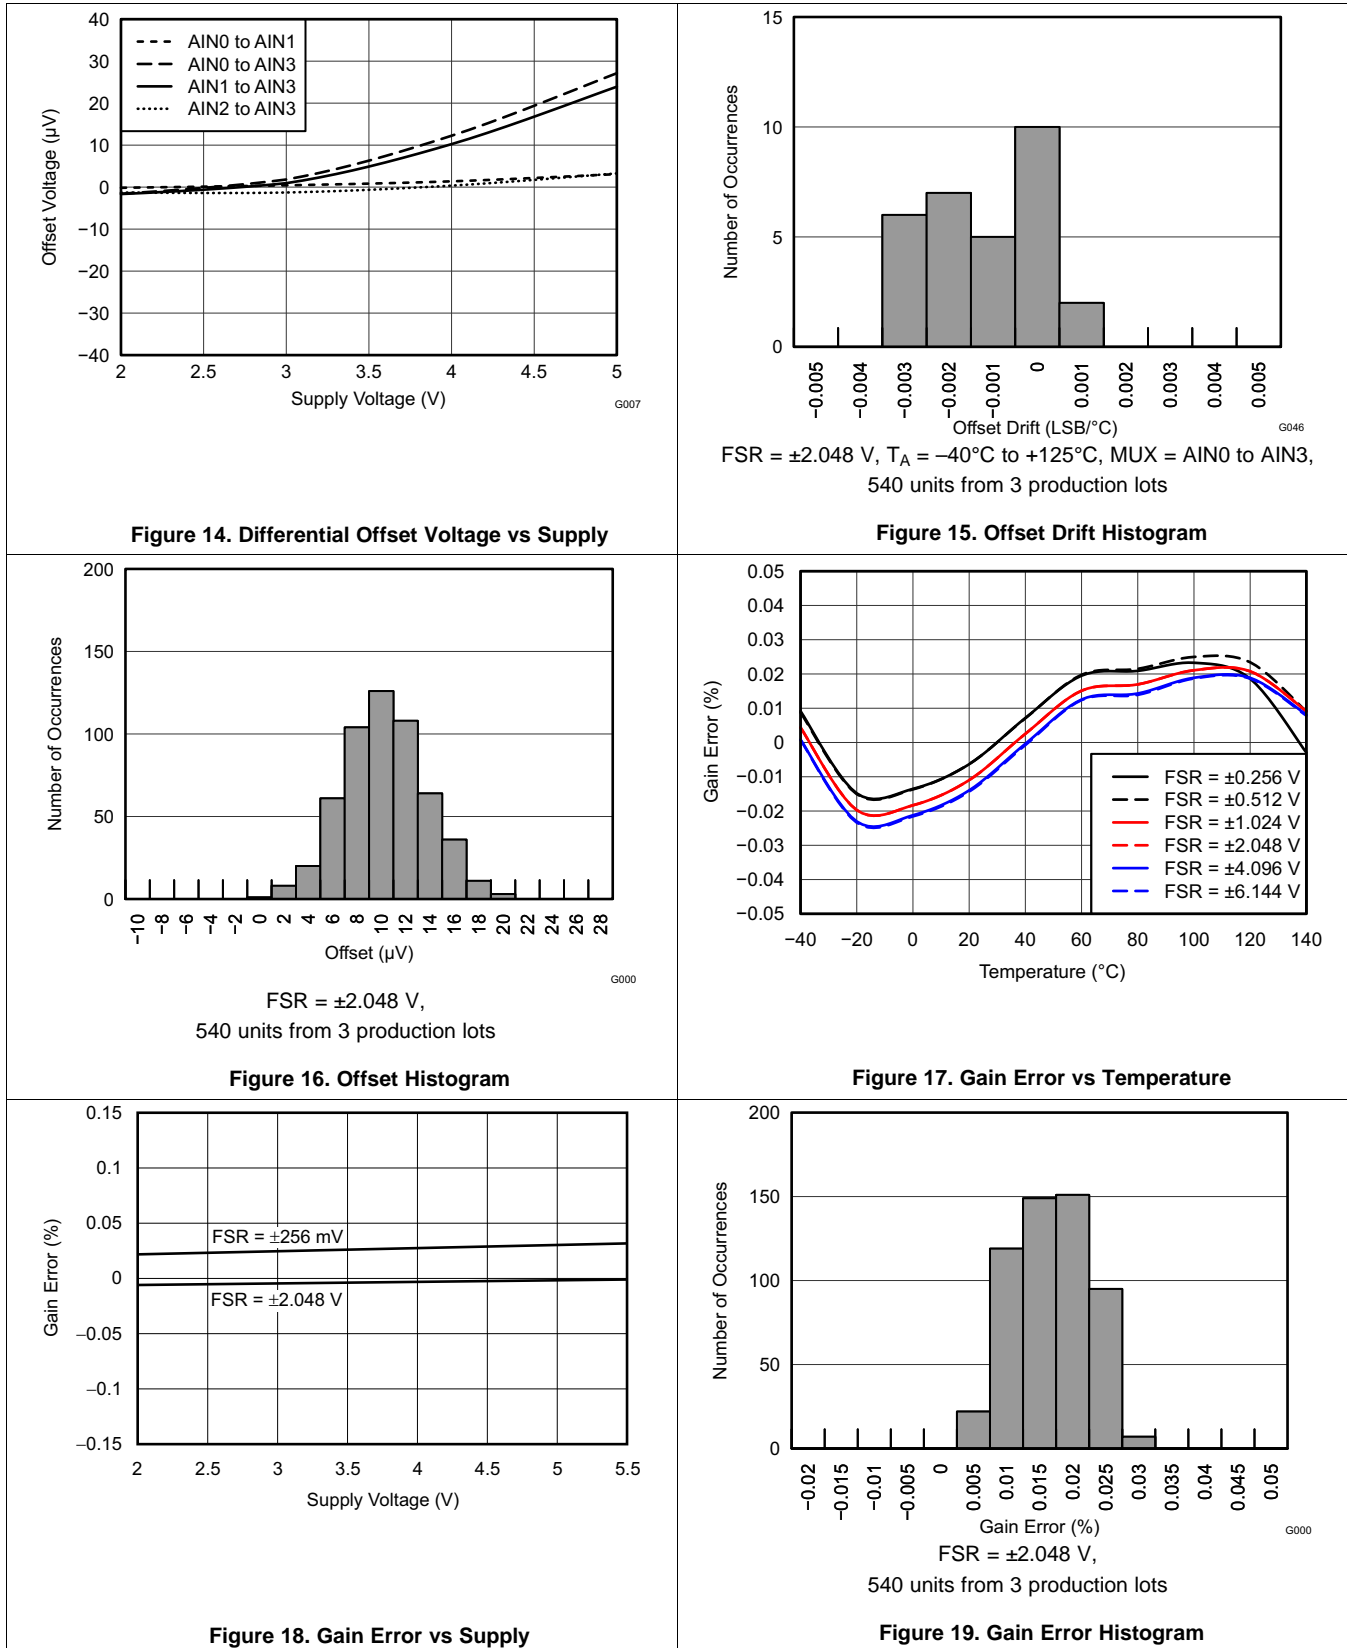 40
30
20
10
0
−10
−20
−30
−40
Offset Voltage (µV)
AIN0 to AIN1
AIN0 to AIN3
AIN1 to AIN3
AIN2 to AIN3
2 2.5 3 3.5 4 4.5 5
Supply Voltage (V)
G007
Figure 14. Differential Offset Voltage vs Supply
15
10
5
0
Number of Occurrences
−0.005 −0.004 −0.003 −0.002 −0.001 0 0.001 0.002 0.003 0.004 0.005
Offset Drift (LSB/°C)
G046
FSR = ±2.048 V, TA = –40°C to +125°C, MUX = AIN0 to AIN3,
540 units from 3 production lots
Figure 15. Offset Drift Histogram
200
150
100
50
0
Number of Occurrences
−10 −8 −6 −4 −2 0 2 4 6 8 10 12 14 16 18 20 22 24 26 28
Offset (µV)
G000
FSR = ±2.048 V,
540 units from 3 production lots
Figure 16. Offset Histogram
0.05
0.04
0.03
0.02
0.01
0
−0.01
−0.02
−0.03
−0.04
−0.05
Gain Error (%)
FSR = ±0.256 V
FSR = ±0.512 V
FSR = ±1.024 V
FSR = ±2.048 V
FSR = ±4.096 V
FSR = ±6.144 V
−40 −20 0 20 40 60 80 100 120 140
Temperature (°C)
Figure 17. Gain Error vs Temperature
0.15
0.1
0.05
0
−0.05
−0.1
−0.15
Gain Error (%)
FSR = ±256 mV
FSR = ±2.048 V
2 2.5 3 3.5 4 4.5 5 5.5
Supply Voltage (V)
Figure 18. Gain Error vs Supply
200
150
100
50
0
Number of Occurrences
−0.02 −0.015 −0.01 −0.005 0 0.005 0.01 0.015 0.02 0.025 0.03 0.035 0.04 0.045 0.05
Gain Error (%)
G000
FSR = ±2.048 V,
540 units from 3 production lots
Figure 19. Gain Error Histogram